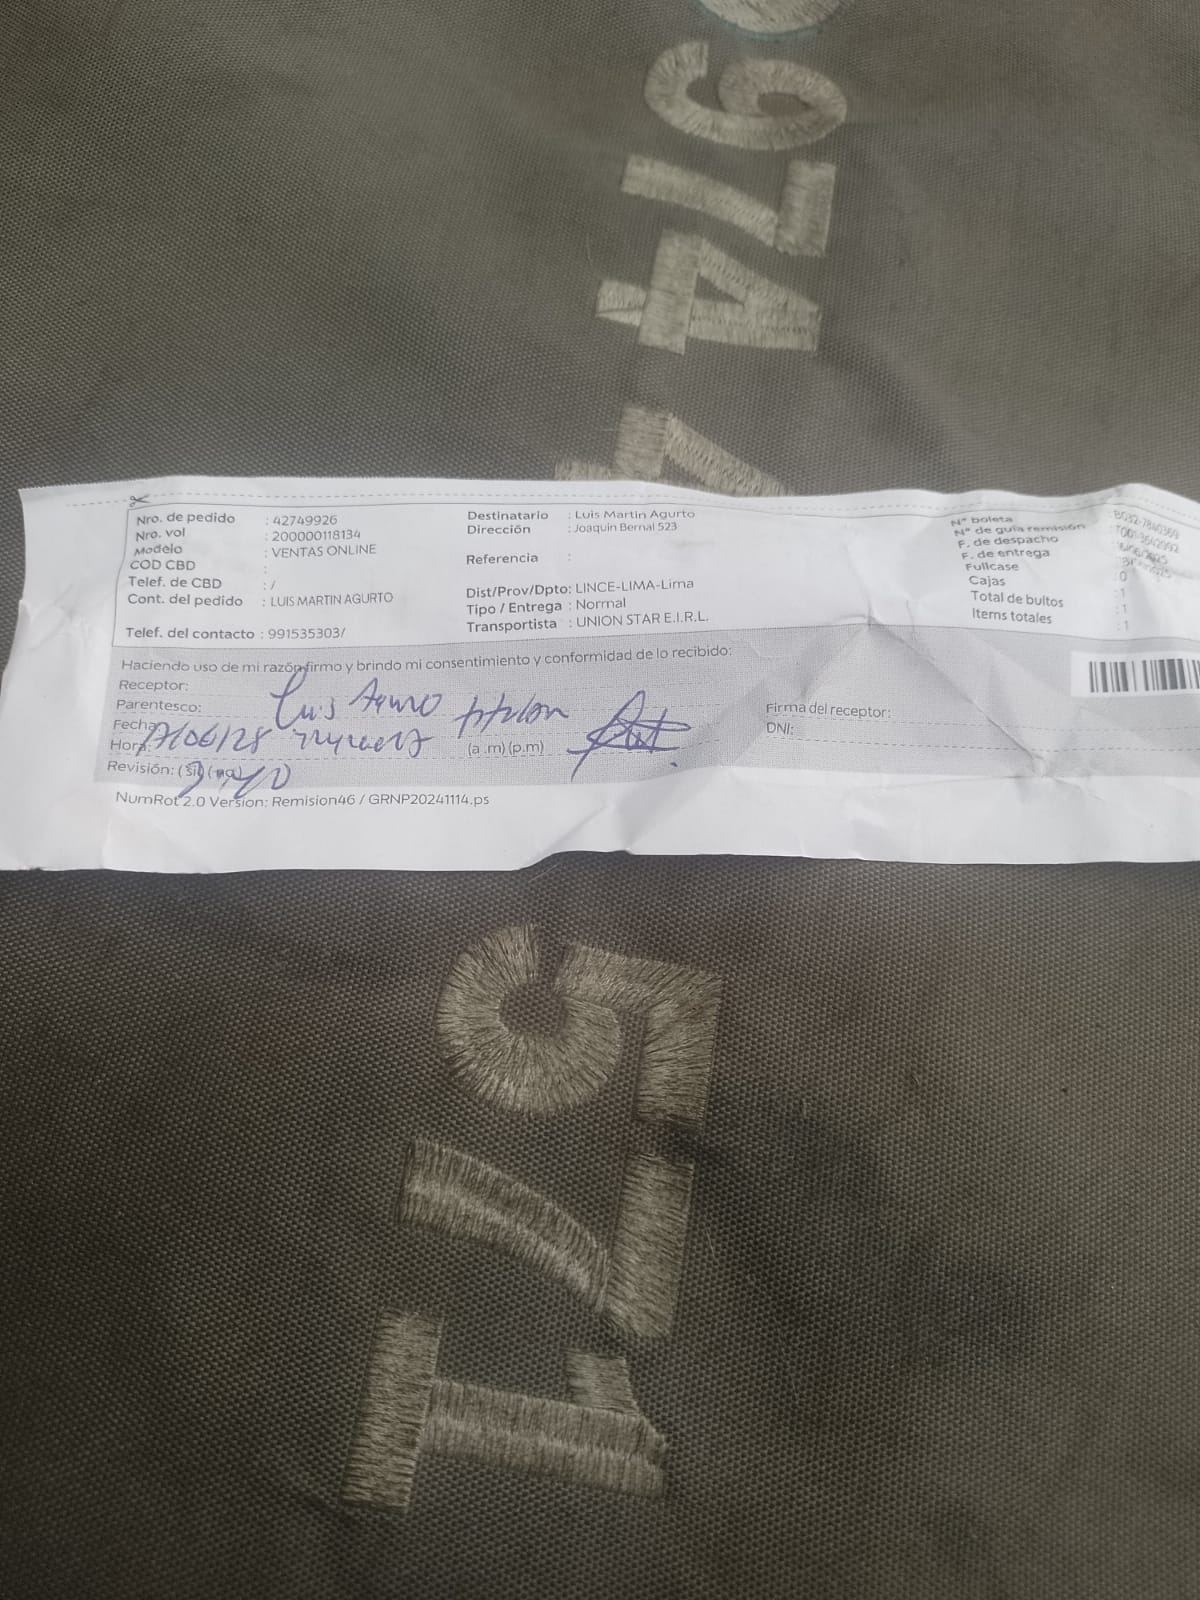 Nro. de pedido : 42749926
Nro. vol : 200000118134
Modelo : VENTAS ONLINE
COD CBD :
Telef. de CBD : /
Cont. del pedido : LUIS MARTIN AGURTO
Telef. del contacto : 991535303/
Destinatario : Luis Martin Agurto
Dirección : Joaquin Bernal 523
Referencia :
Dist/Prov/Dpto: LINCE-LIMA-Lima
Tipo / Entrega : Normal
Transportista : UNION STAR E.I.R.L.
N° boleta
N° de guía remisión
F. de despacho
F. de entrega
Fullcase : 0
Cajas : 1
Total de bultos : 1
Items totales : 1
Haciendo uso de mi razón firmo y brindo mi consentimiento y conformidad de lo recibido:
Receptor: Luis
Parentesco:
Fecha:
Hora: (a.m) (p.m)
Firma del receptor:
DNI:
Revisión: (si) (no)
NumRot 2.0 Version: Remision46 / GRNP20241114.ps